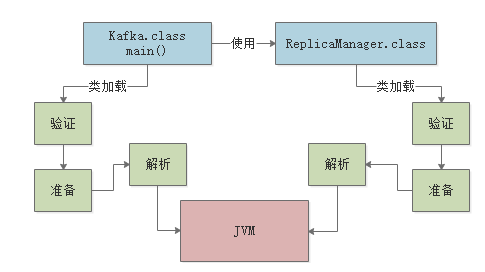 Kafka.class
main()
使用
ReplicaManager.class
类加载
类加载
验证
验证
准备
解析
解析
准备
JVM